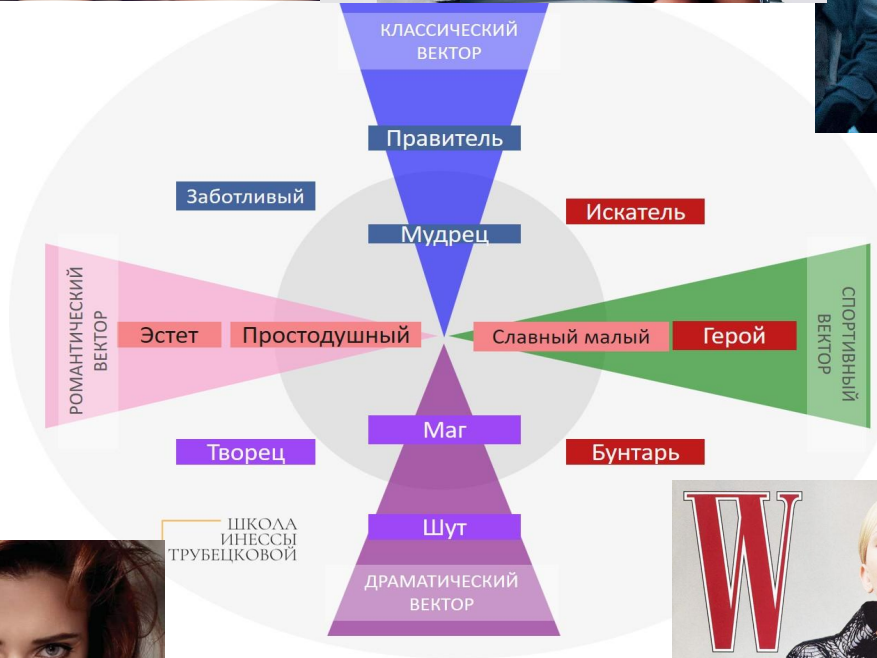 КЛАССИЧЕСКИЙ
ВЕКТОР
Правитель
Заботливый
Искатель
Мудрец
РОМАНТИЧЕСКИЙ
ВЕКТОР
Эстет
Простодушный
Славный малый
Герой
СПОРТИВНЫЙ
ВЕКТОР
Маг
Творец
Бунтарь
Шут
ШКОЛА
ИНЕССЫ
ТРУБЕЦКОВОЙ
ДРАМАТИЧЕСКИЙ
ВЕКТОР
W